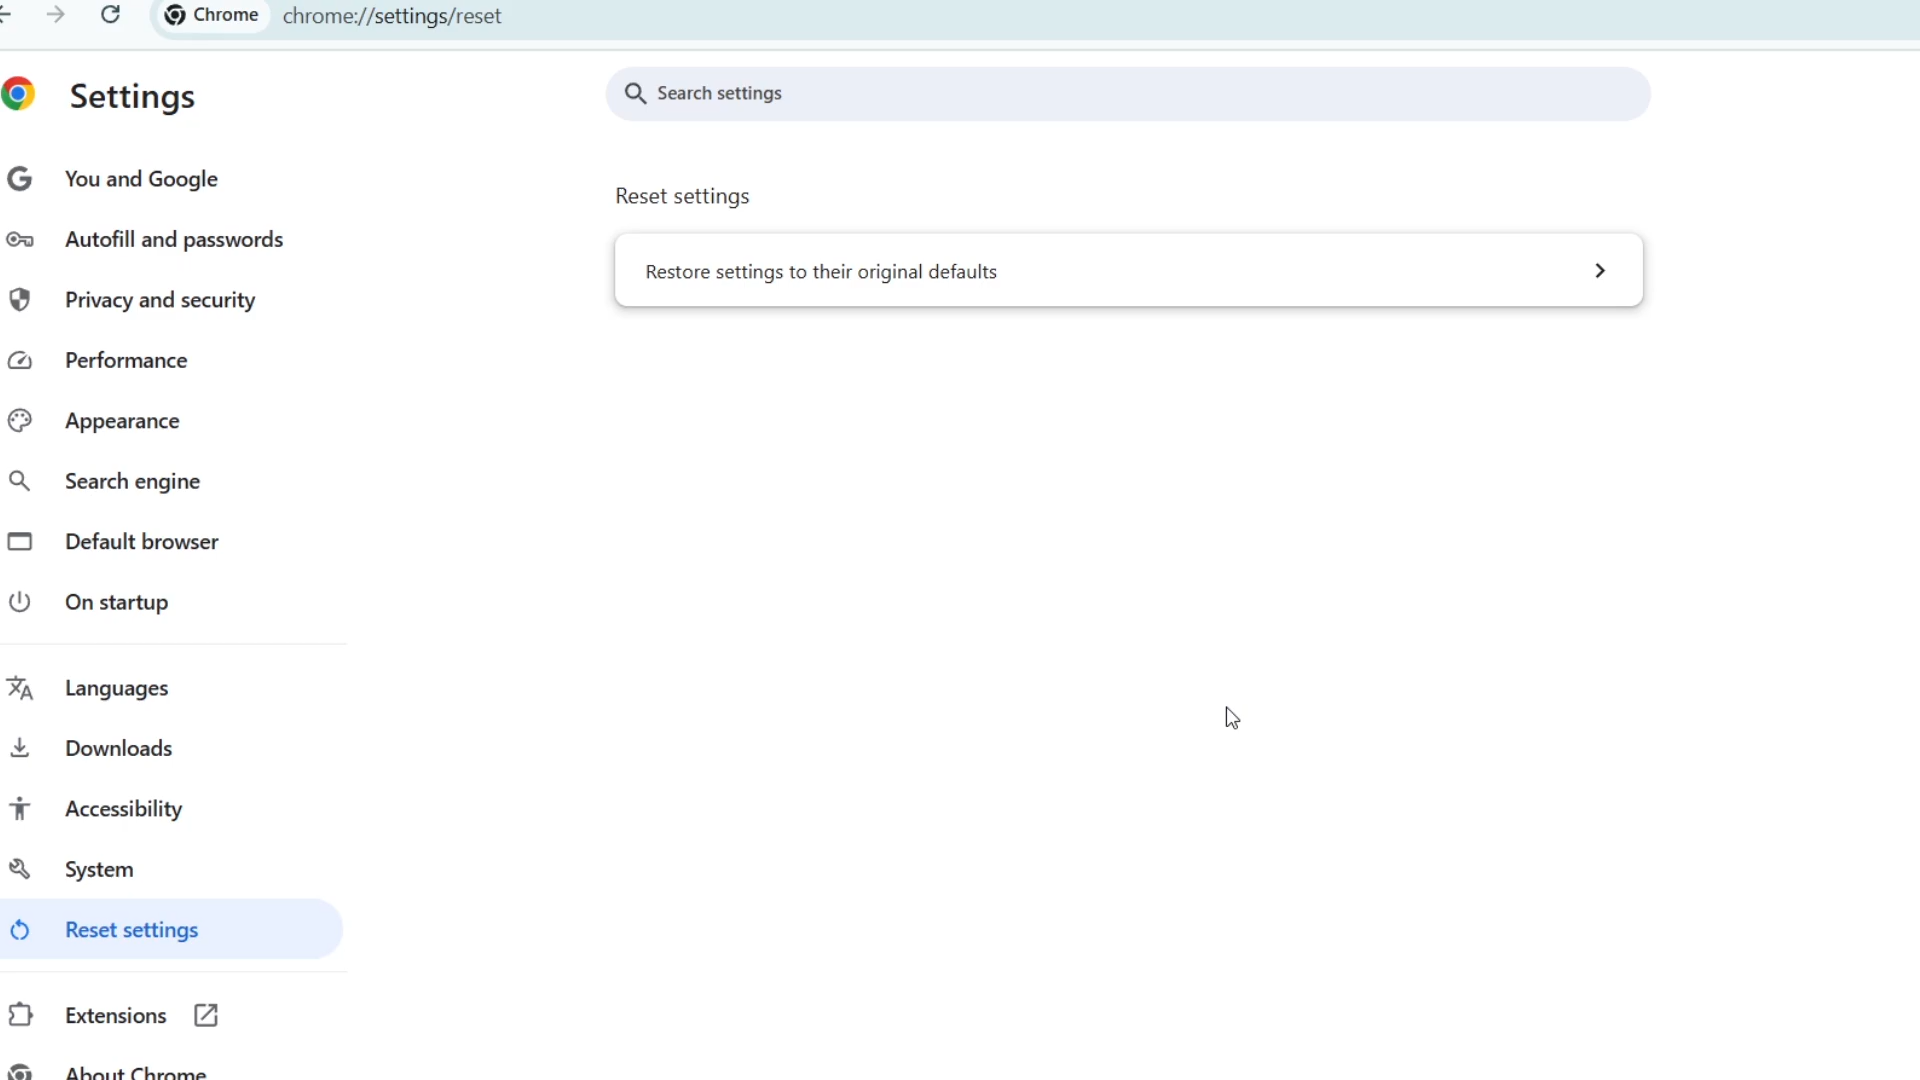 Chrome chrome://settings/reset
Settings
Search settings
You and Google
Autofill and passwords
Privacy and security
Performance
Appearance
Search engine
Default browser
On startup
Languages
Downloads
Accessibility
System
Reset settings
Extensions
About Chrome
Reset settings
Restore settings to their original defaults